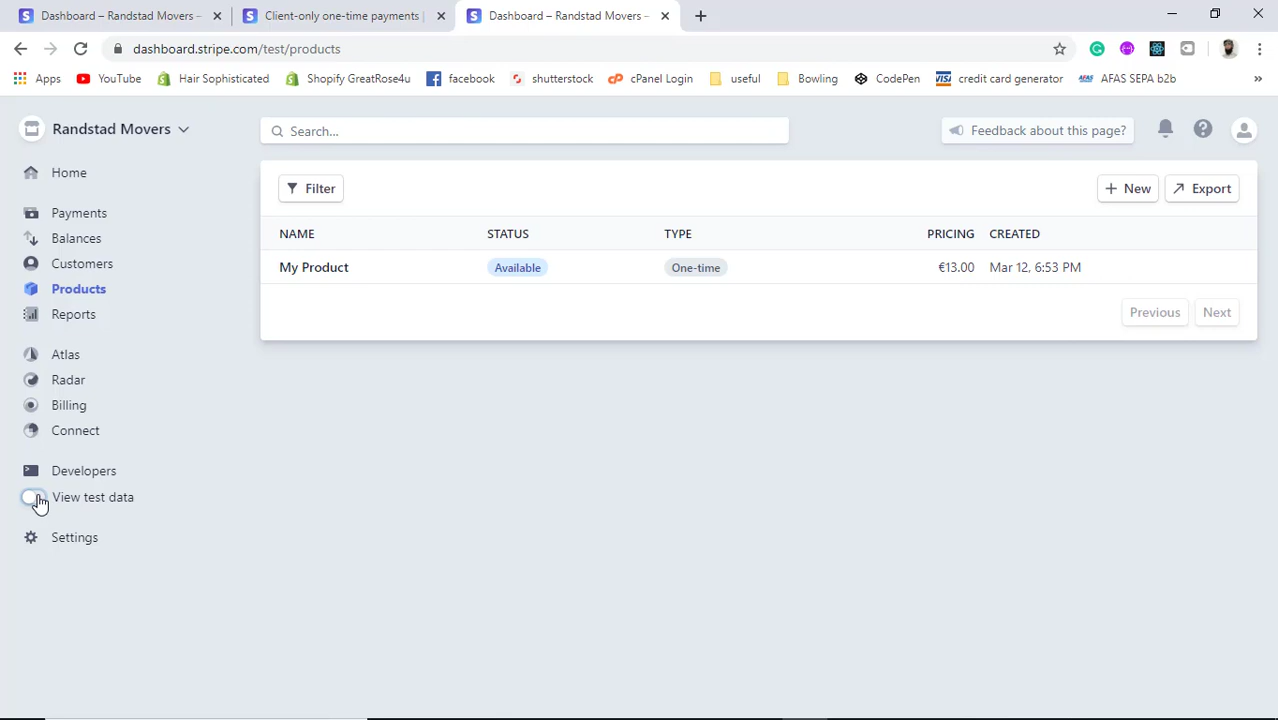 Dashboard – Randstad Movers –
Client-only one-time payments |
Dashboard – Randstad Movers –
dashboard.stripe.com/test/products
Apps
YouTube
Hair Sophisticated
Shopify GreatRose4u
facebook
shutterstock
cPanel Login
useful
Bowling
CodePen
VISA
credit card generator
AFAS
AFAS SEPA b2b
»
Randstad Movers
Search...
Feedback about this page?
Home
Payments
Balances
Customers
Products
Reports
Atlas
Radar
Billing
Connect
Developers
View test data
Settings
Filter
+ New
Export
NAME STATUS TYPE PRICING CREATED
My Product Available One-time €13.00 Mar 12, 6:53 PM
Previous Next